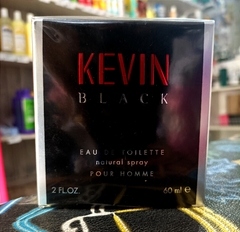 KEVIN
BLACK
EAU DE TOILETTE
natural spray
POUR HOMME
2 FL.OZ.
60 ml e